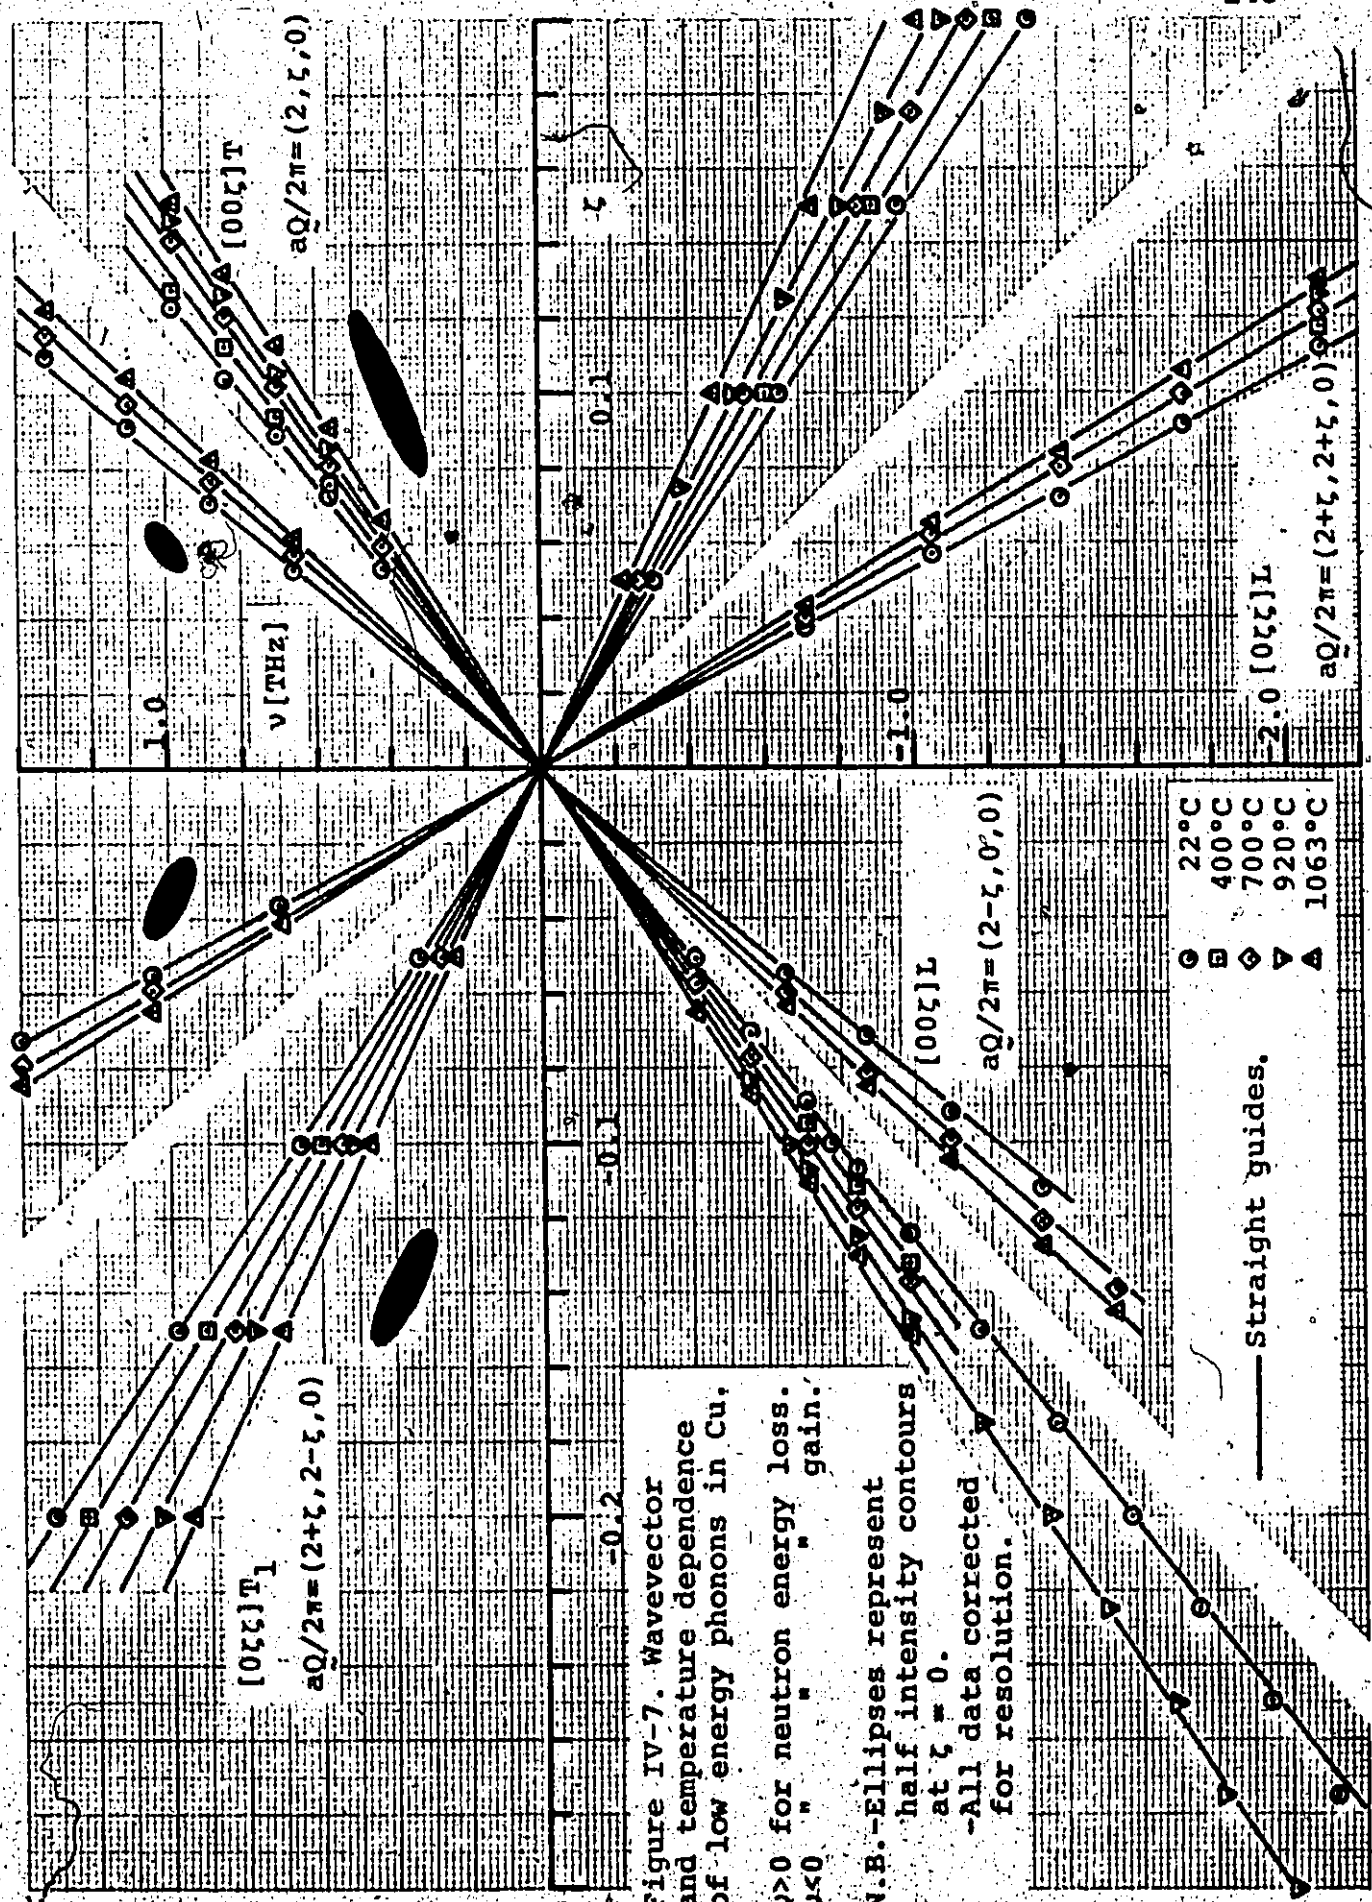 ν[THz]
1.0
-1.0
-2.0
ζ
0.1
-0.1
-0.2
[00ζ]T
aQ/2π=(2,ζ,0)
[0ζζ]L
aQ/2π=(2+ζ,2+ζ,0)
[0ζζ]T1
aQ/2π=(2+ζ,2-ζ,0)
[00ζ]L
aQ/2π=(2-ζ,0,0)
22°C
400°C
700°C
920°C
1063°C
Straight guides.
Figure IV-7. Wavevector
and temperature dependence
of low energy phonons in Cu.
ν>0 for neutron energy loss.
ν<0 " " " gain.
N.B.-Ellipses represent
half intensity contours
at ζ = 0.
-All data corrected
for resolution.